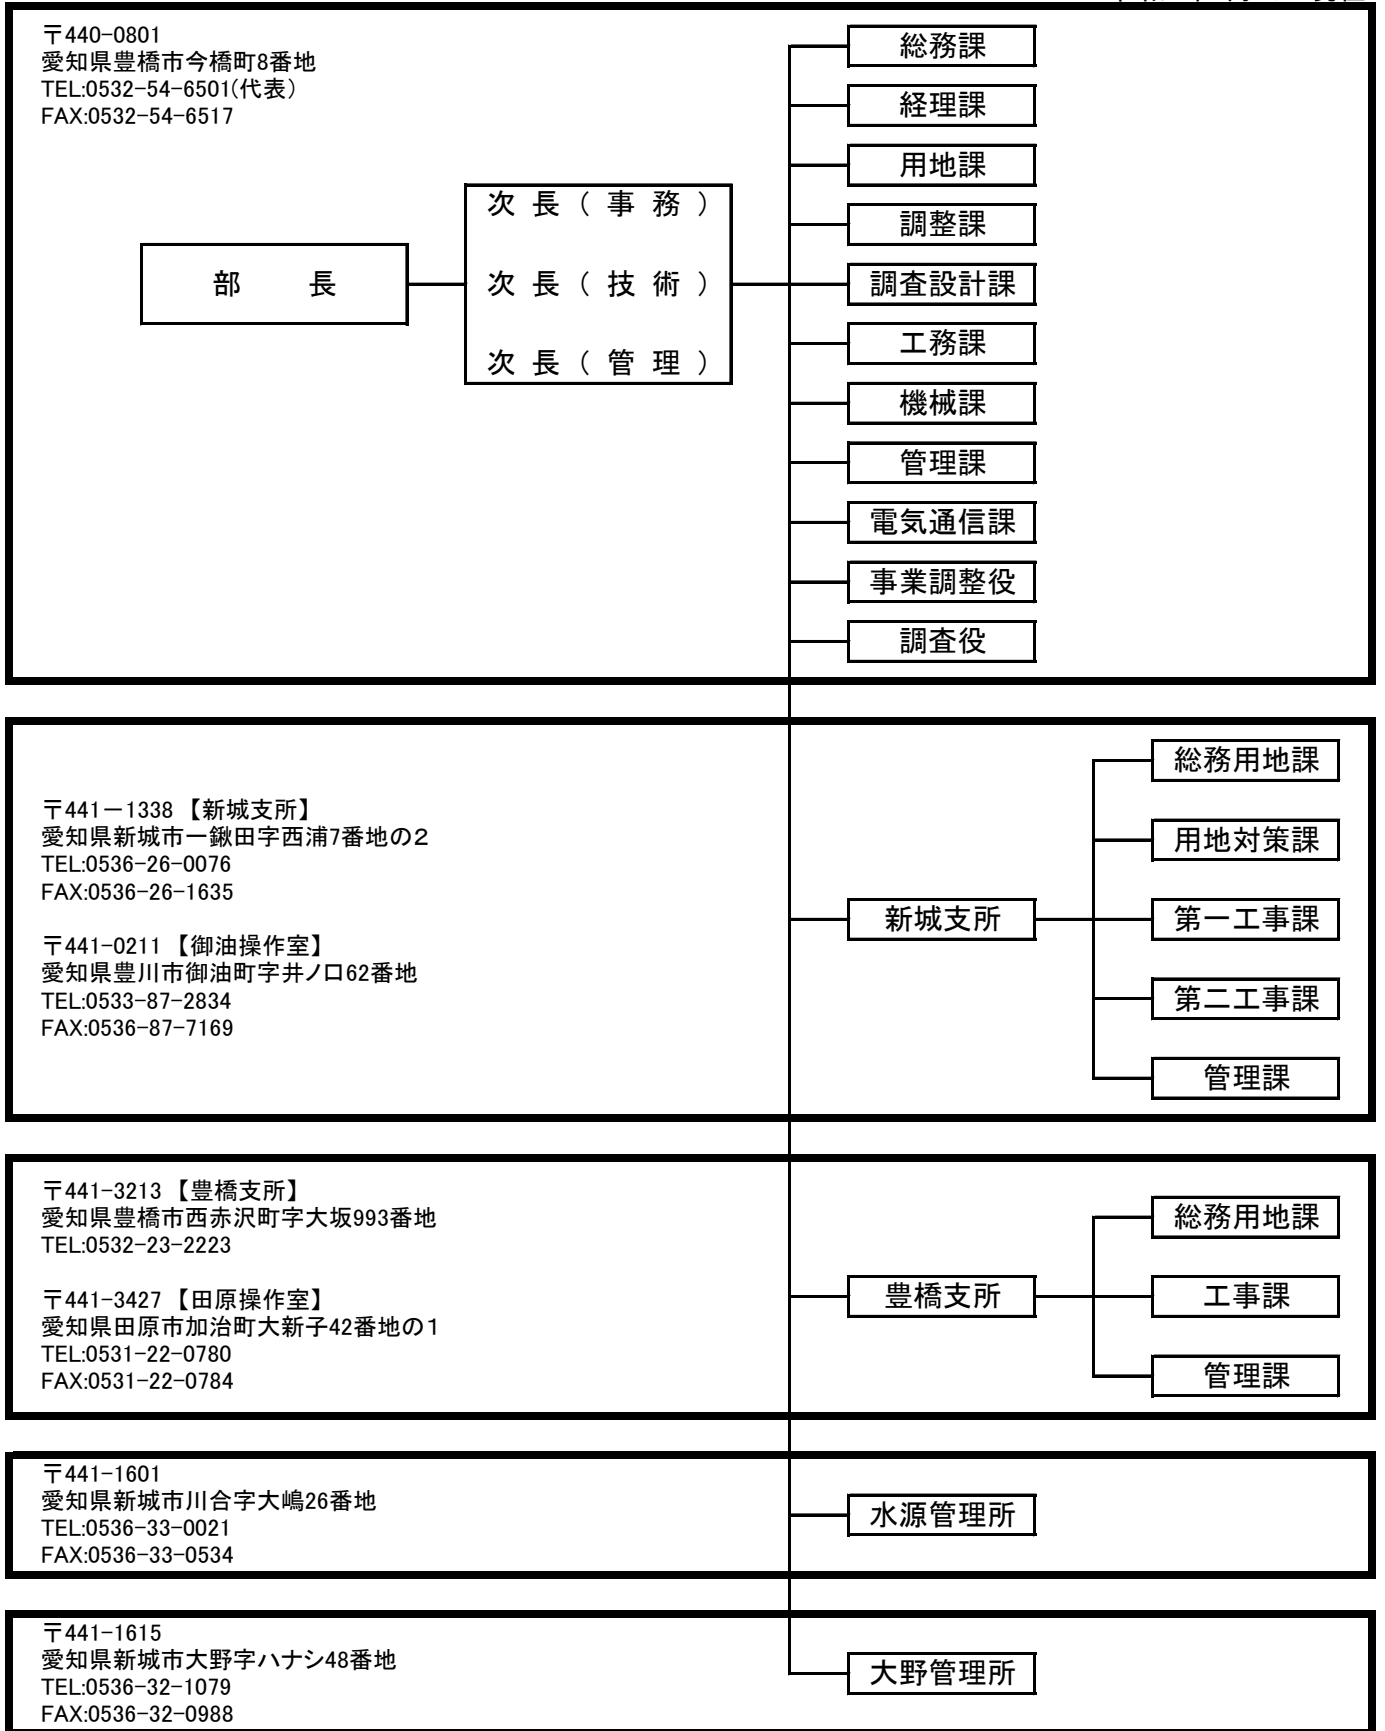 〒440-0801
愛知県豊橋市今橋町8番地
TEL:0532-54-6501(代表)
FAX:0532-54-6517
部　　長
次 長 （ 事 務 ）
次 長 （ 技 術 ）
次 長 （ 管 理 ）
総務課
経理課
用地課
調整課
調査設計課
工務課
機械課
管理課
電気通信課
事業調整役
調査役
〒441－1338 【新城支所】
愛知県新城市一鍬田字西浦7番地の２
TEL:0536-26-0076
FAX:0536-26-1635
〒441-0211 【御油操作室】
愛知県豊川市御油町字井ノ口62番地
TEL:0533-87-2834
FAX:0536-87-7169
新城支所
総務用地課
用地対策課
第一工事課
第二工事課
管理課
〒441-3213 【豊橋支所】
愛知県豊橋市西赤沢町字大坂993番地
TEL:0532-23-2223
〒441-3427 【田原操作室】
愛知県田原市加治町大新子42番地の１
TEL:0531-22-0780
FAX:0531-22-0784
豊橋支所
総務用地課
工事課
管理課
〒441-1601
愛知県新城市川合字大嶋26番地
TEL:0536-33-0021
FAX:0536-33-0534
水源管理所
〒441-1615
愛知県新城市大野字ハナシ48番地
TEL:0536-32-1079
FAX:0536-32-0988
大野管理所